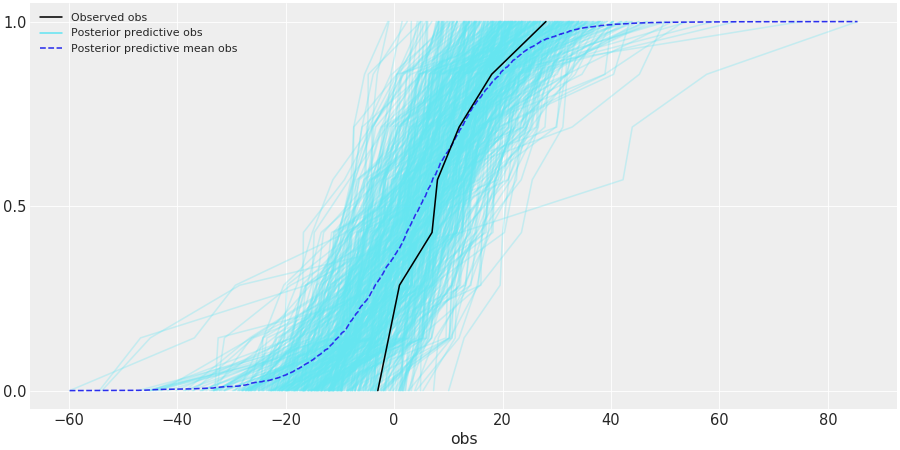 1.0
Observed obs
Posterior predictive obs
Posterior predictive mean obs
0.5
0.0
−60 −40 −20 0 20 40 60 80
obs